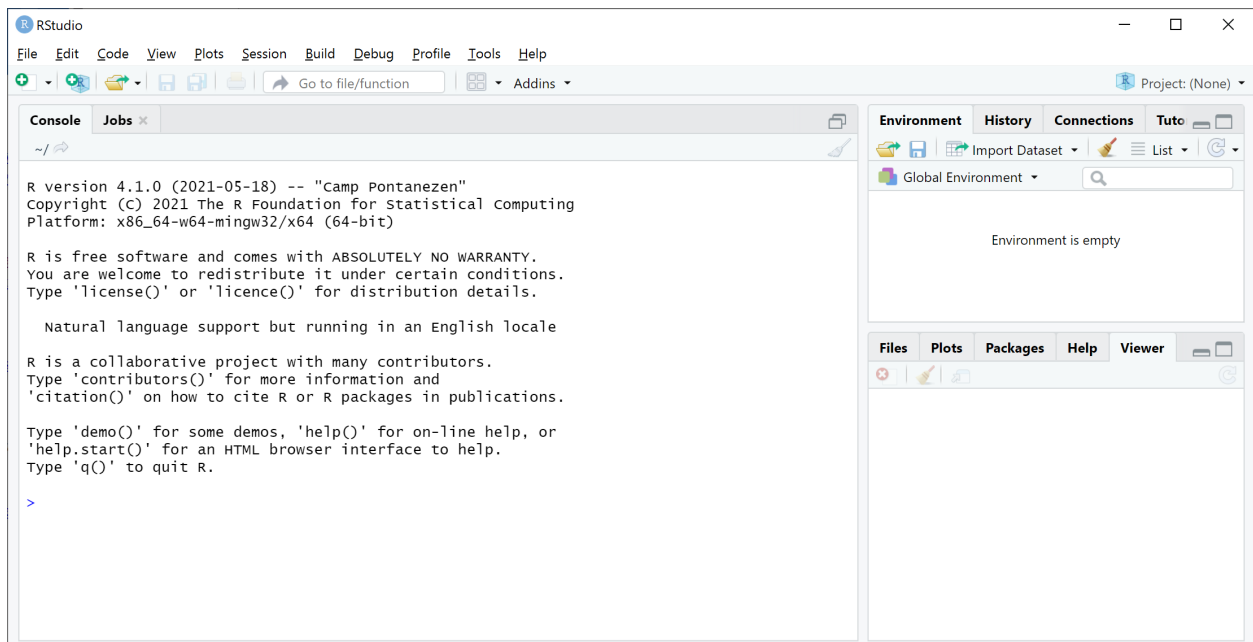 RStudio
File Edit Code View Plots Session Build Debug Profile Tools Help
Go to file/function Addins Project: (None)
Console Jobs
~/
R version 4.1.0 (2021-05-18) -- "Camp Pontanezen"
Copyright (C) 2021 The R Foundation for Statistical Computing
Platform: x86_64-w64-mingw32/x64 (64-bit)
R is free software and comes with ABSOLUTELY NO WARRANTY.
You are welcome to redistribute it under certain conditions.
Type 'license()' or 'licence()' for distribution details.
Natural language support but running in an English locale
R is a collaborative project with many contributors.
Type 'contributors()' for more information and
'citation()' on how to cite R or R packages in publications.
Type 'demo()' for some demos, 'help()' for on-line help, or
'help.start()' for an HTML browser interface to help.
Type 'q()' to quit R.
>
Environment History Connections Tuto
Import Dataset List
Global Environment
Environment is empty
Files Plots Packages Help Viewer